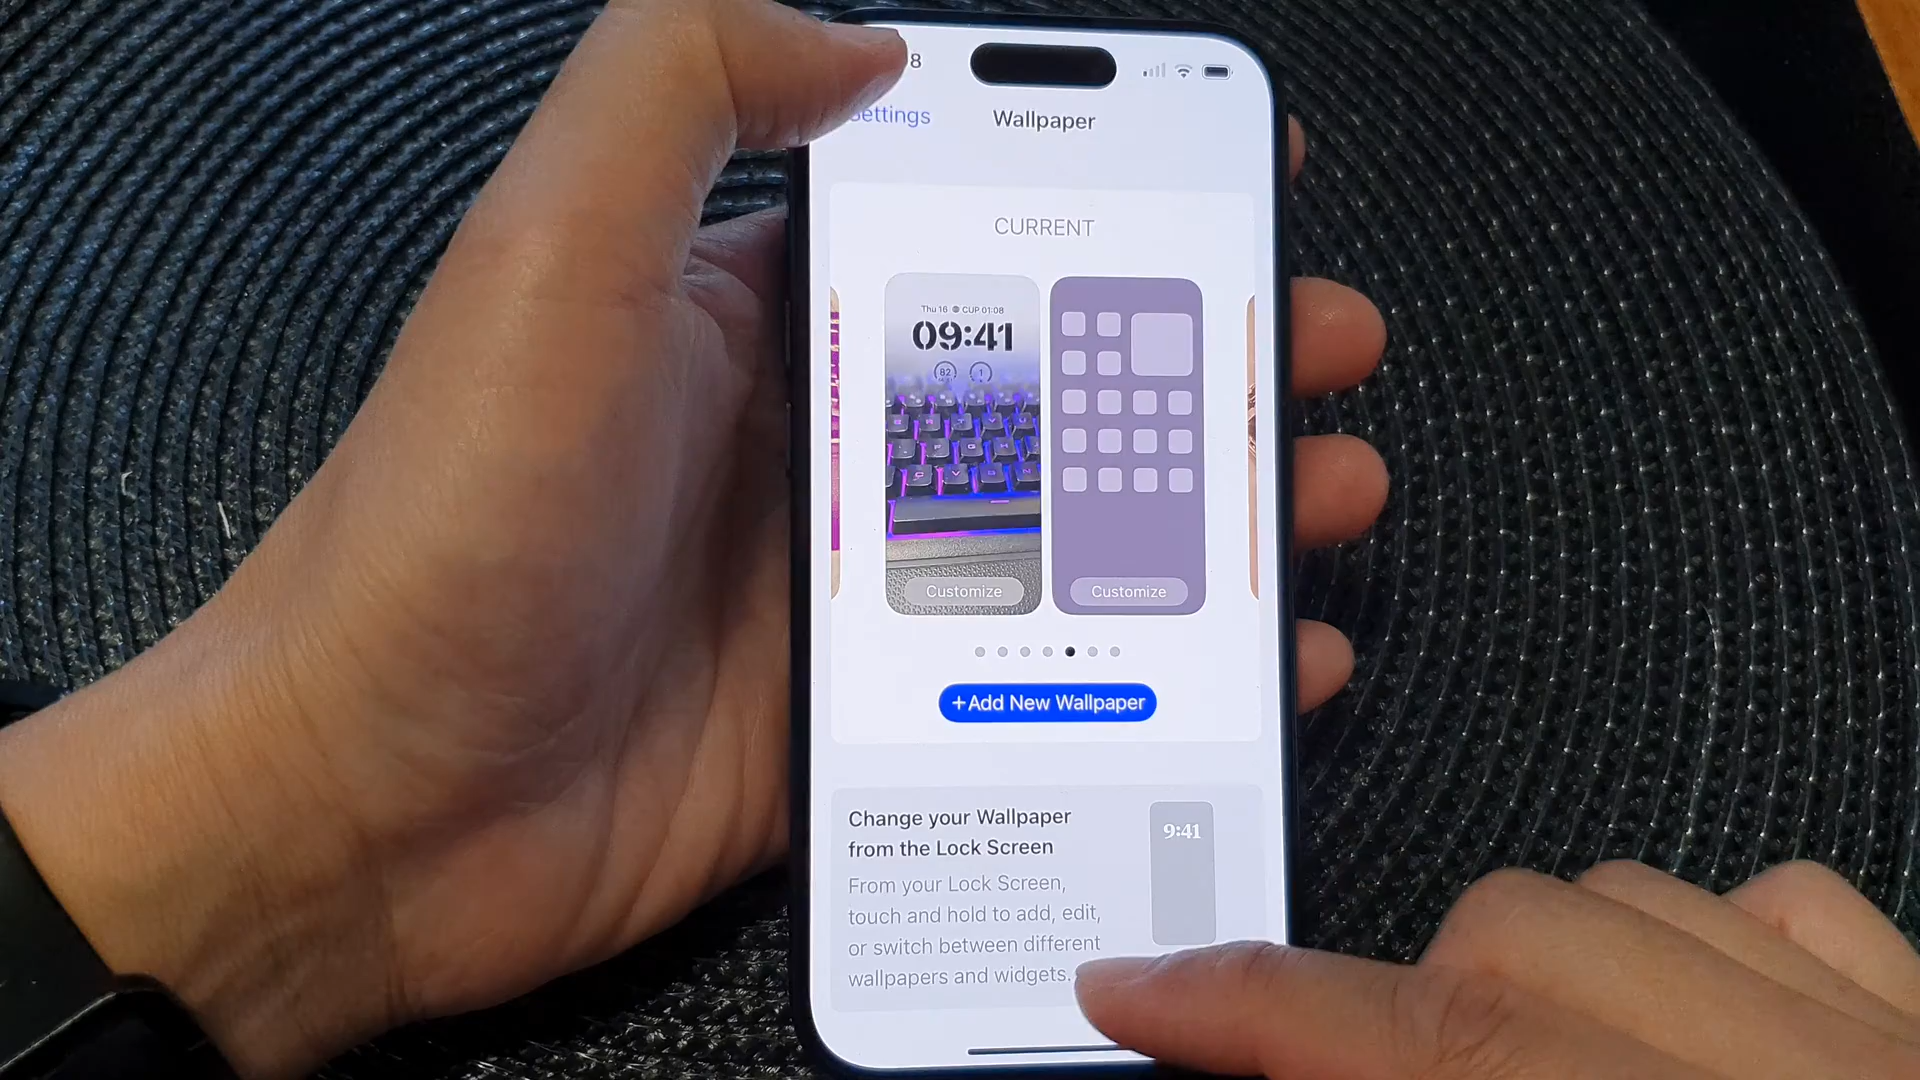 8
Settings
Wallpaper
CURRENT
Thu 16 CUP 01:08
09:41
82
1
Customize
Customize
+Add New Wallpaper
Change your Wallpaper
from the Lock Screen
9:41
From your Lock Screen,
touch and hold to add, edit,
or switch between different
wallpapers and widgets.